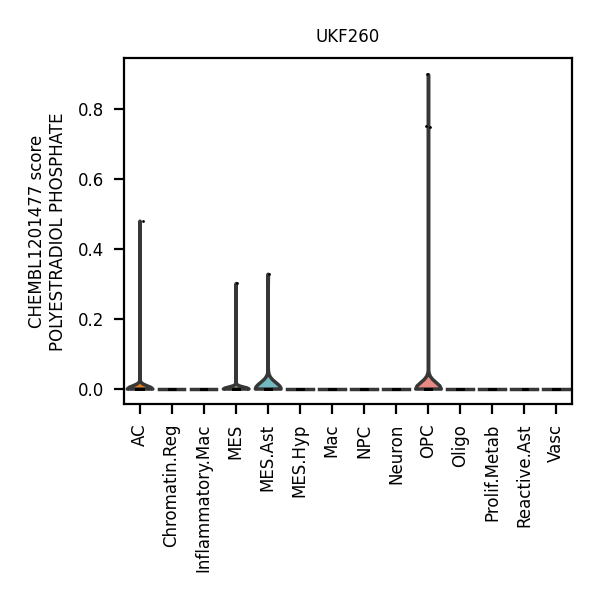 UKF260
CHEMBL1201477 score
POLYESTRADIOL PHOSPHATE
0.8
0.6
0.4
0.2
0.0
AC
Chromatin.Reg
Inflammatory.Mac
MES
MES.Ast
MES.Hyp
Mac
NPC
Neuron
OPC
Oligo
Prolif.Metab
Reactive.Ast
Vasc